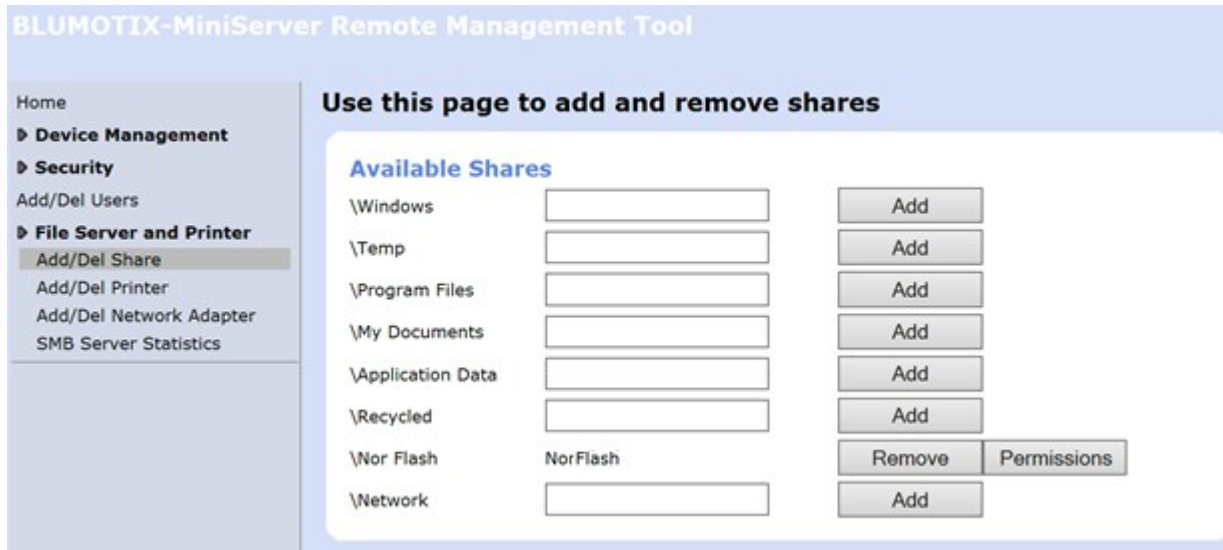 BLUMOTIX-MiniServer Remote Management Tool
Home
Device Management
Security
Add/Del Users
File Server and Printer
Add/Del Share
Add/Del Printer
Add/Del Network Adapter
SMB Server Statistics
Use this page to add and remove shares
Available Shares
\Windows Add
\Temp Add
\Program Files Add
\My Documents Add
\Application Data Add
\Recycled Add
\Nor Flash NorFlash Remove Permissions
\Network Add